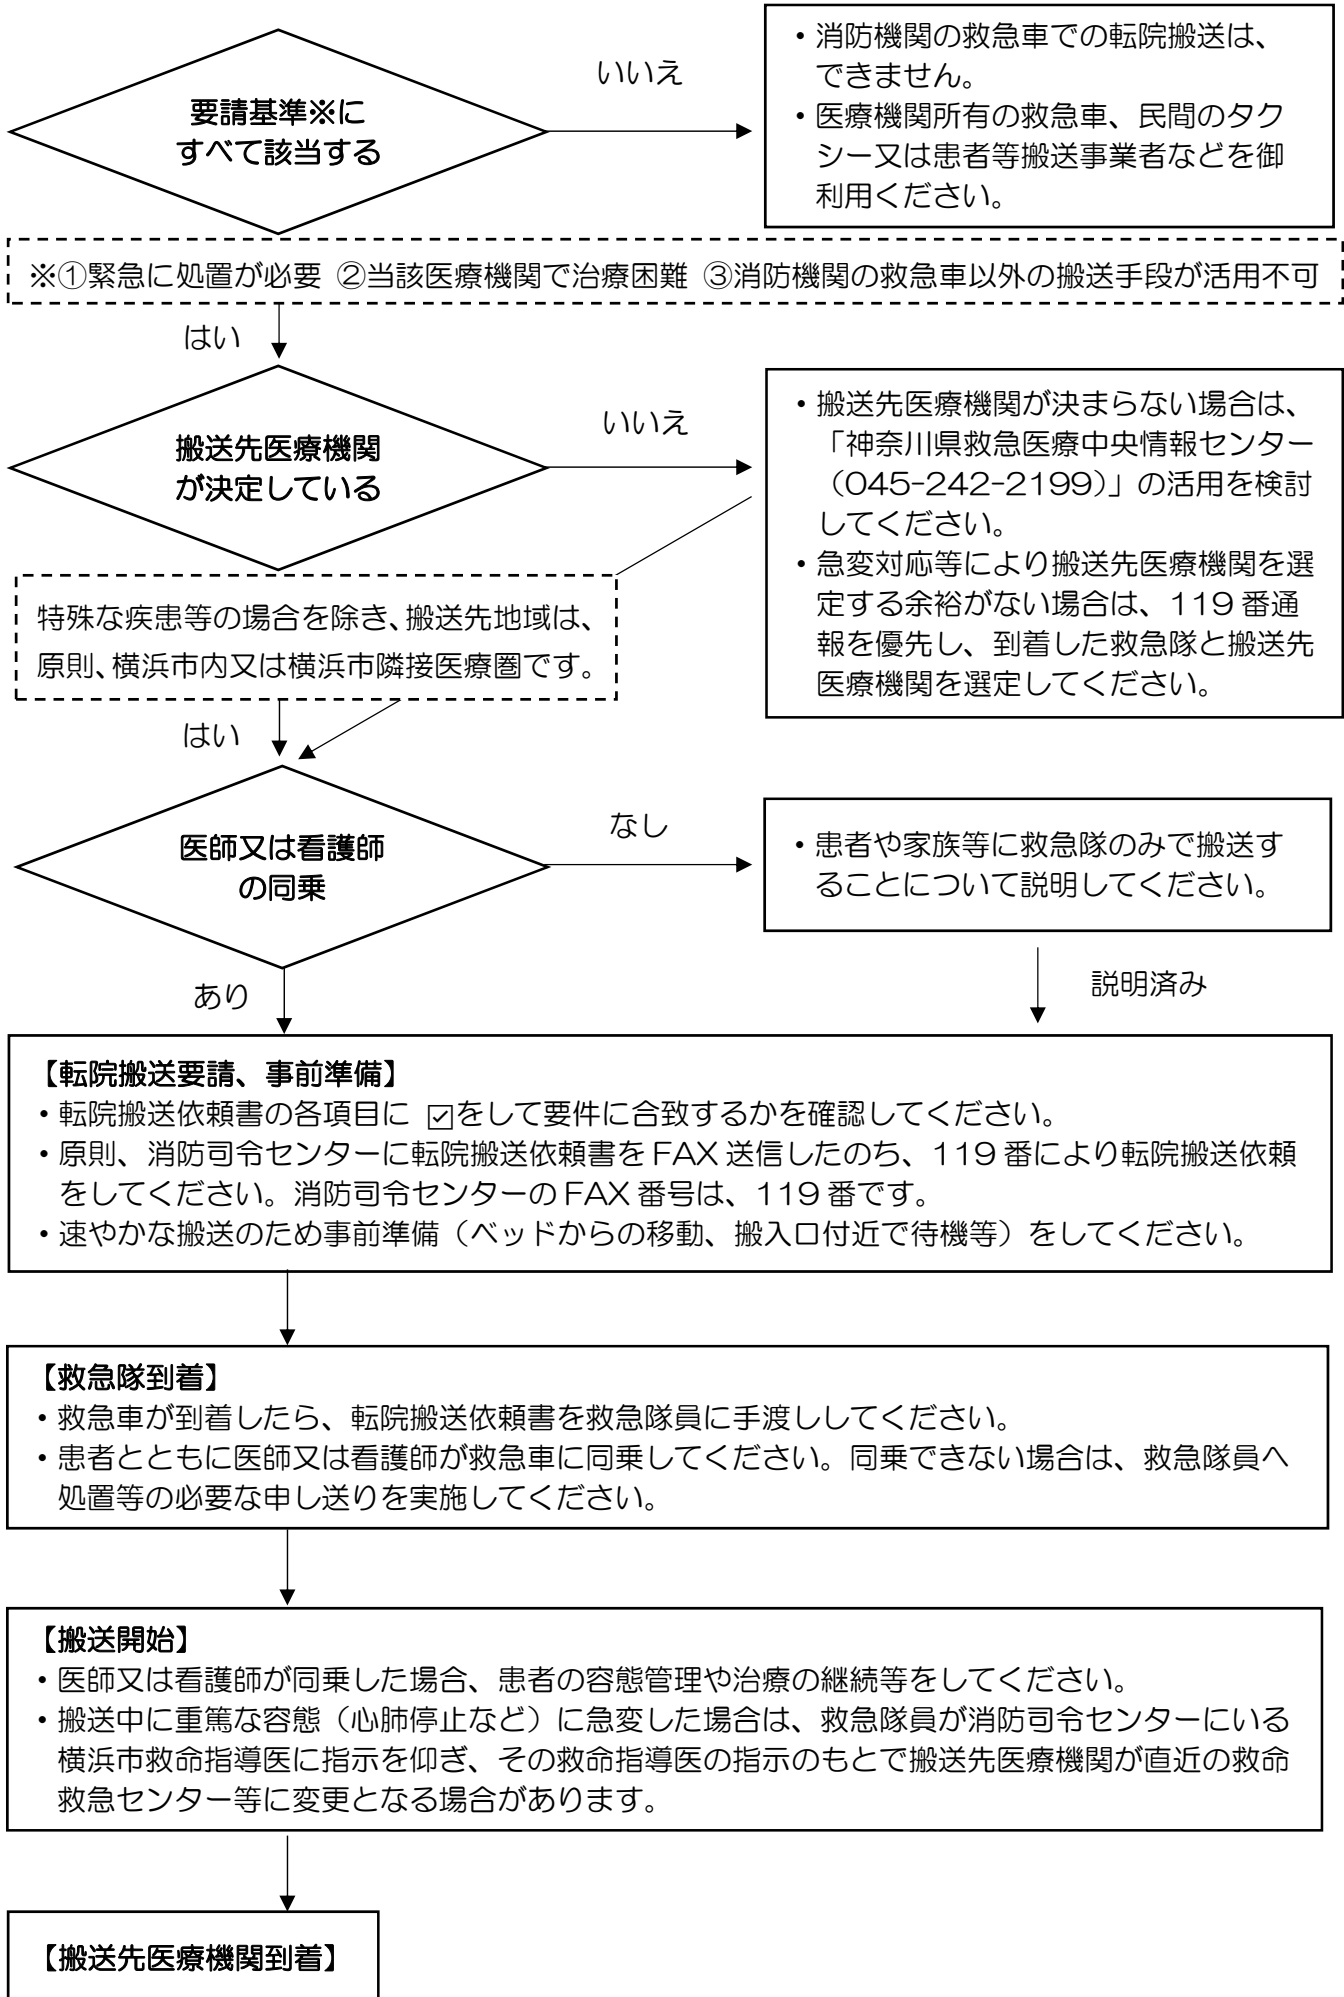 要請基準※に
すべて該当する
いいえ
・消防機関の救急車での転院搬送は、
できません。
・医療機関所有の救急車、民間のタク
シー又は患者等搬送事業者などを御
利用ください。
※①緊急に処置が必要 ②当該医療機関で治療困難 ③消防機関の救急車以外の搬送手段が活用不可
はい
搬送先医療機関
が決定している
いいえ
・搬送先医療機関が決まらない場合は、
「神奈川県救急医療中央情報センター
（045-242-2199）」の活用を検討
してください。
・急変対応等により搬送先医療機関を選
定する余裕がない場合は、119 番通
報を優先し、到着した救急隊と搬送先
医療機関を選定してください。
特殊な疾患等の場合を除き、搬送先地域は、
原則、横浜市内又は横浜市隣接医療圏です。
はい
医師又は看護師
の同乗
なし
・患者や家族等に救急隊のみで搬送す
ることについて説明してください。
あり
説明済み
【転院搬送要請、事前準備】
・転院搬送依頼書の各項目に ☑をして要件に合致するかを確認してください。
・原則、消防司令センターに転院搬送依頼書を FAX 送信したのち、119 番により転院搬送依頼
をしてください。消防司令センターの FAX 番号は、119 番です。
・速やかな搬送のため事前準備（ベッドからの移動、搬入口付近で待機等）をしてください。
【救急隊到着】
・救急車が到着したら、転院搬送依頼書を救急隊員に手渡ししてください。
・患者とともに医師又は看護師が救急車に同乗してください。同乗できない場合は、救急隊員へ
処置等の必要な申し送りを実施してください。
【搬送開始】
・医師又は看護師が同乗した場合、患者の容態管理や治療の継続等をしてください。
・搬送中に重篤な容態（心肺停止など）に急変した場合は、救急隊員が消防司令センターにいる
横浜市救命指導医に指示を仰ぎ、その救命指導医の指示のもとで搬送先医療機関が直近の救命
救急センター等に変更となる場合があります。
【搬送先医療機関到着】